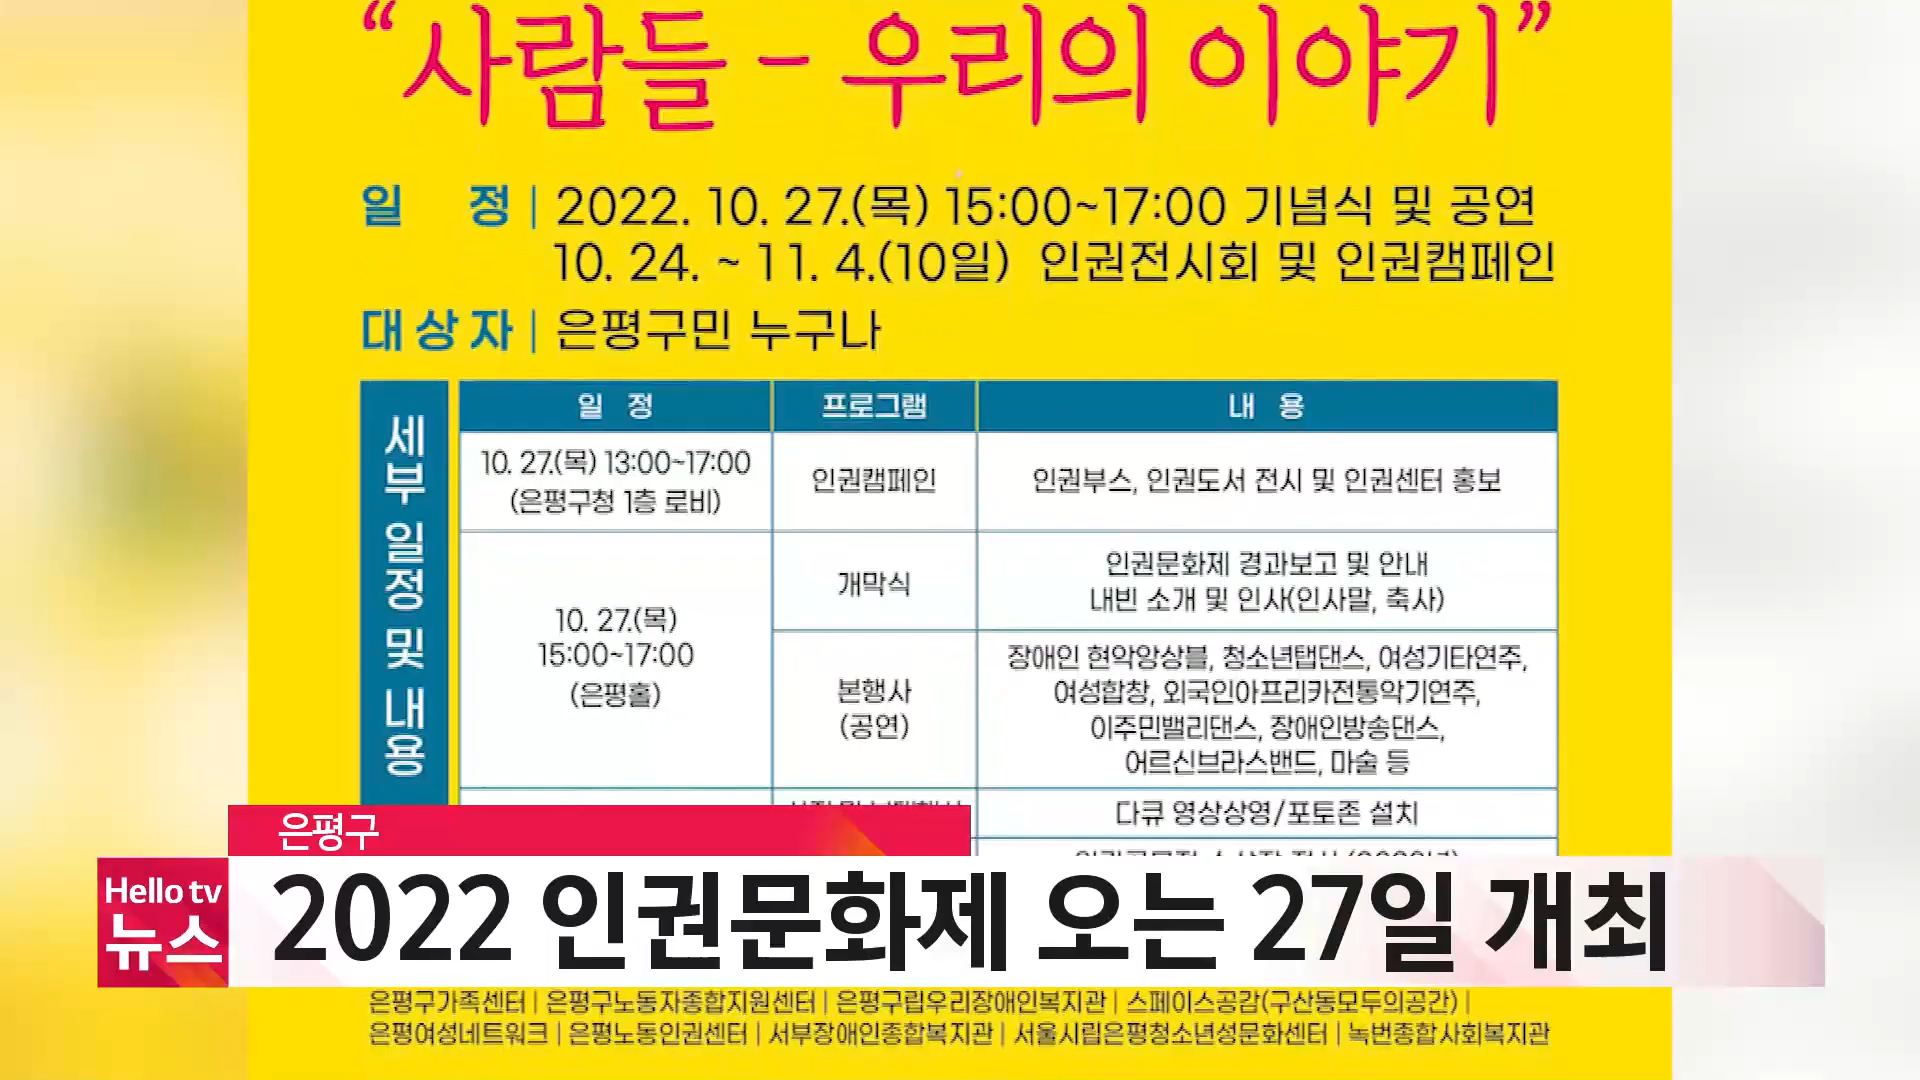 “사람들 - 우리의 이야기”
일 정 | 2022. 10. 27.(목) 15:00~17:00 기념식 및 공연
10. 24. ~ 11. 4.(10일) 인권전시회 및 인권캠페인
대상자 | 은평구민 누구나
세부 일정 및 내용
일 정 프로그램 내 용
10. 27.(목) 13:00~17:00
(은평구청 1층 로비)
인권캠페인
인권부스, 인권도서 전시 및 인권센터 홍보
10. 27.(목)
15:00~17:00
(은평홀)
개막식
인권문화제 경과보고 및 안내
내빈 소개 및 인사(인사말, 축사)
본행사
(공연)
장애인 현악앙상블, 청소년탭댄스, 여성기타연주,
여성합창, 외국인아프리카전통악기연주,
이주민밸리댄스, 장애인방송댄스,
어르신브라스밴드, 마술 등
다큐 영상상영/포토존 설치
은평구
Hello tv
뉴스
2022 인권문화제 오는 27일 개최
은평구가족센터 | 은평구노동자종합지원센터 | 은평구립우리장애인복지관 | 스페이스공감(구산동모두의공간) |
은평여성네트워크 | 은평노동인권센터 | 서부장애인종합복지관 | 서울시립은평청소년성문화센터 | 녹번종합사회복지관